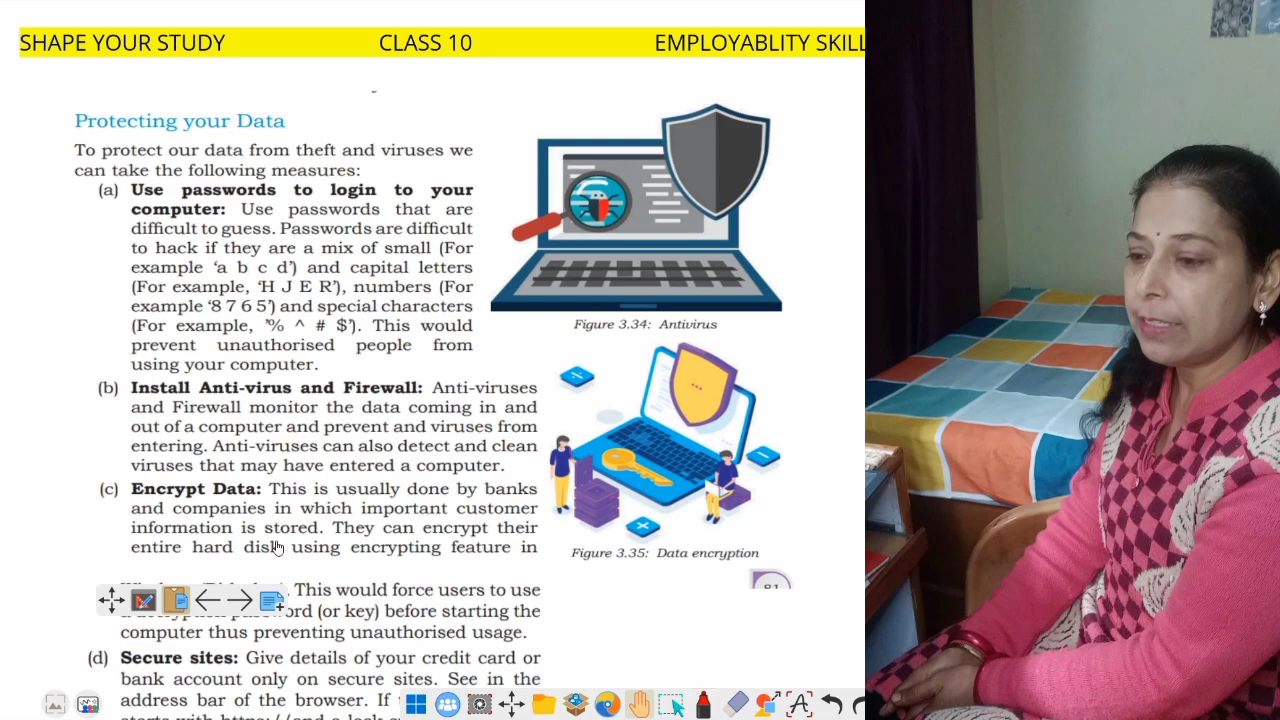 SHAPE YOUR STUDY CLASS 10 EMPLOYABLITY SKILL
Protecting your Data
To protect our data from theft and viruses we
can take the following measures:
(a) Use passwords to login to your
computer: Use passwords that are
difficult to guess. Passwords are difficult
to hack if they are a mix of small (For
example ‘a b c d’) and capital letters
(For example, ‘H J E R’), numbers (For
example ‘8 7 6 5’) and special characters
(For example, ’% ^ # $’). This would
prevent unauthorised people from
using your computer.
Figure 3.34: Antivirus
(b) Install Anti-virus and Firewall: Anti-viruses
and Firewall monitor the data coming in and
out of a computer and prevent and viruses from
entering. Anti-viruses can also detect and clean
viruses that may have entered a computer.
(c) Encrypt Data: This is usually done by banks
and companies in which important customer
information is stored. They can encrypt their
entire hard disk using encrypting feature in
Figure 3.35: Data encryption
This would force users to use
(or key) before starting the
computer thus preventing unauthorised usage.
(d) Secure sites: Give details of your credit card or
bank account only on secure sites. See in the
address bar of the browser. If